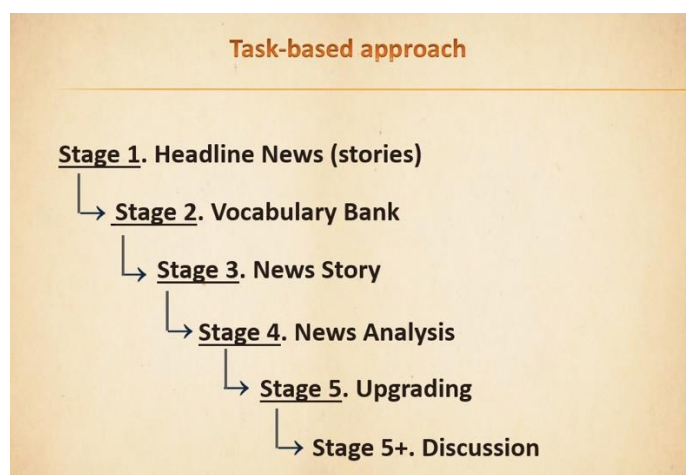 Task-based approach
Stage 1. Headline News (stories)
Stage 2. Vocabulary Bank
Stage 3. News Story
Stage 4. News Analysis
Stage 5. Upgrading
Stage 5+. Discussion